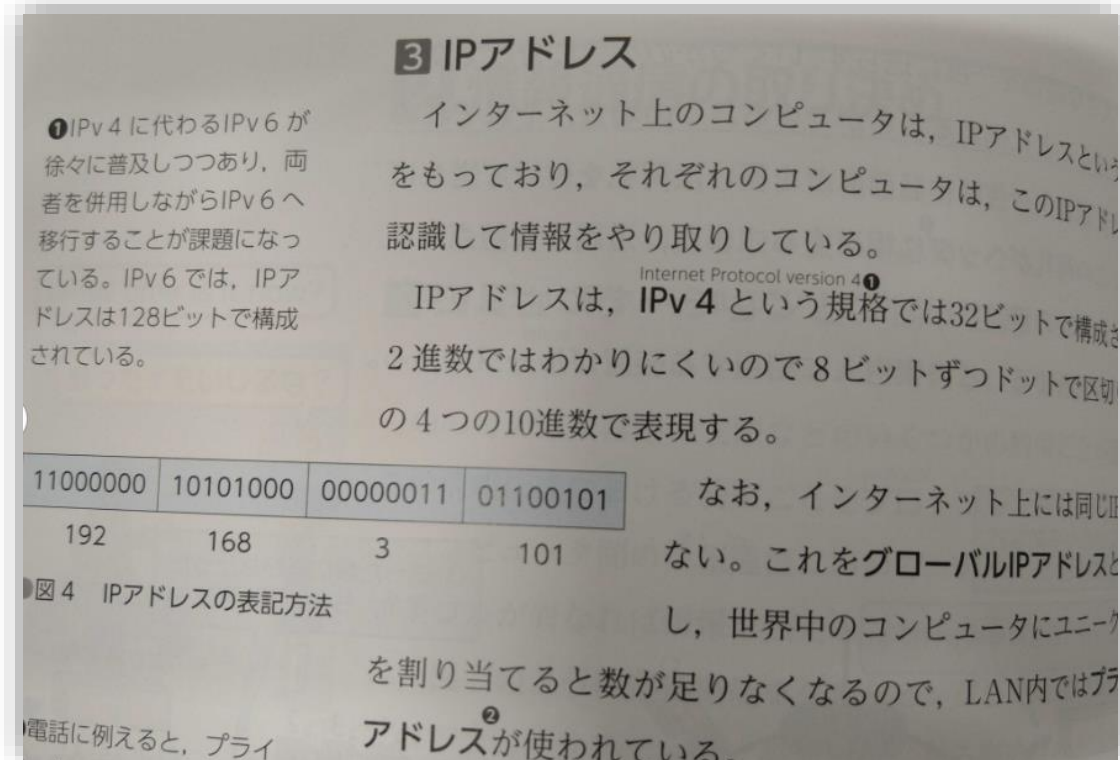 3 IPアドレス
インターネット上のコンピュータは，IPアドレスという
をもっており，それぞれのコンピュータは，このIPアドレ
認識して情報をやり取りしている。
Internet Protocol version 4❶
IPアドレスは，IPv 4 という規格では32ビットで構成さ
2 進数ではわかりにくいので 8 ビットずつドットで区切
の 4 つの10進数で表現する。
❶IPv 4 に代わるIPv 6 が
徐々に普及しつつあり，両
者を併用しながらIPv 6 へ
移行することが課題になっ
ている。IPv 6 では，IPア
ドレスは128ビットで構成
されている。
11000000 10101000 00000011 01100101
192 168 3 101
図 4 IPアドレスの表記方法
なお，インターネット上には同じ
ない。これをグローバルIPアドレスと
し，世界中のコンピュータにユニーク
を割り当てると数が足りなくなるので，LAN内ではプラ
アドレス❷が使われている。
電話に例えると，プライ